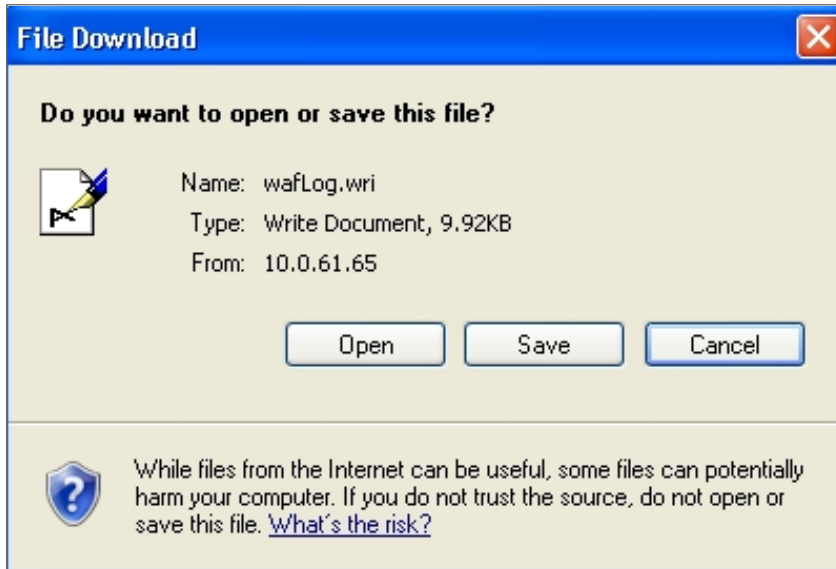 File Download
Do you want to open or save this file?
Name: wafLog.wri
Type: Write Document, 9.92KB
From: 10.0.61.65
Open Save Cancel
While files from the Internet can be useful, some files can potentially
harm your computer. If you do not trust the source, do not open or
save this file. What's the risk?